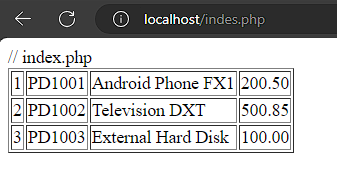 localhost/indes.php
// index.php
1 PD1001 Android Phone FX1 200.50
2 PD1002 Television DXT 500.85
3 PD1003 External Hard Disk 100.00